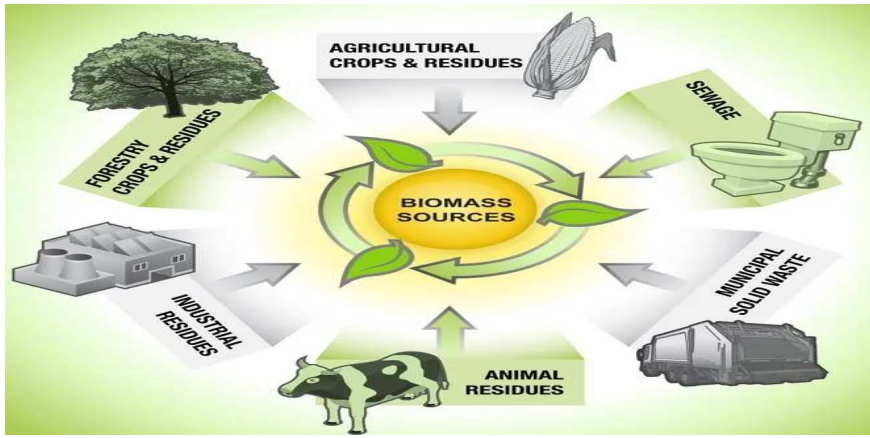 AGRICULTURAL
CROPS & RESIDUES
SEWAGE
FORESTRY
CROPS & RESIDUES
BIOMASS
SOURCES
MUNICIPAL
SOLID WASTE
INDUSTRIAL
RESIDUES
ANIMAL
RESIDUES